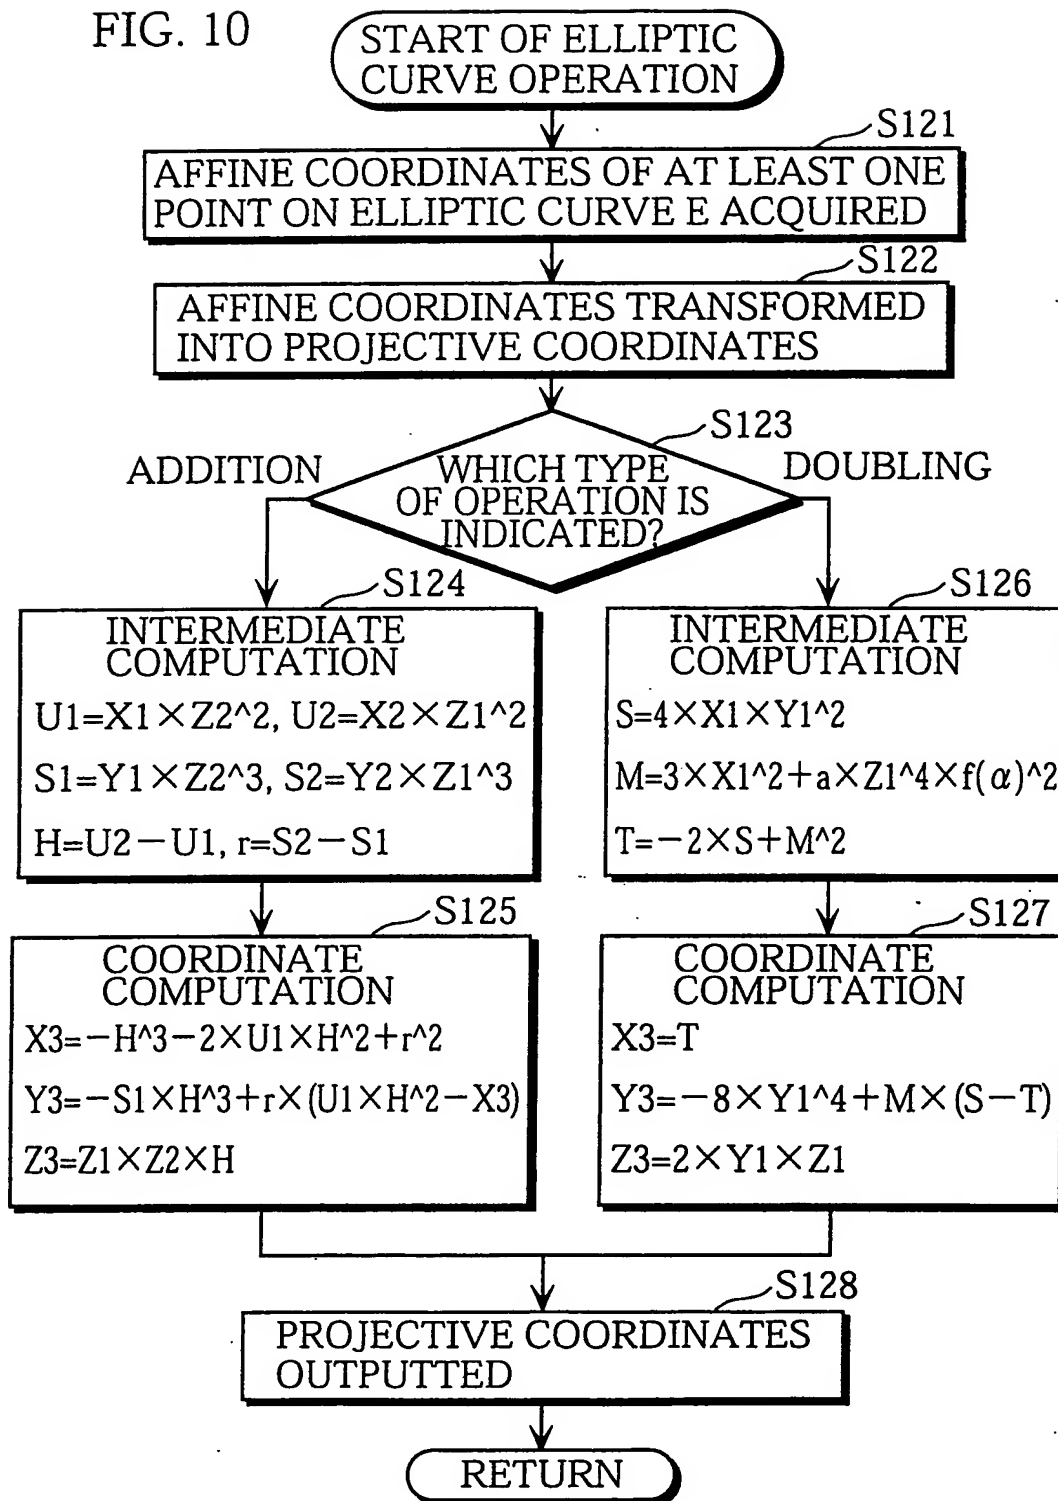 FIG. 10
START OF ELLIPTIC
CURVE OPERATION
S121
AFFINE COORDINATES OF AT LEAST ONE
POINT ON ELLIPTIC CURVE E ACQUIRED
S122
AFFINE COORDINATES TRANSFORMED
INTO PROJECTIVE COORDINATES
S123
ADDITION
WHICH TYPE
OF OPERATION IS
INDICATED?
DOUBLING
S124
INTERMEDIATE
COMPUTATION
U1=X1×Z2^2, U2=X2×Z1^2
S1=Y1×Z2^3, S2=Y2×Z1^3
H=U2−U1, r=S2−S1
S125
COORDINATE
COMPUTATION
X3=−H^3−2×U1×H^2+r^2
Y3=−S1×H^3+r×(U1×H^2−X3)
Z3=Z1×Z2×H
S126
INTERMEDIATE
COMPUTATION
S=4×X1×Y1^2
M=3×X1^2+a×Z1^4×f(α)^2
T=−2×S+M^2
S127
COORDINATE
COMPUTATION
X3=T
Y3=−8×Y1^4+M×(S−T)
Z3=2×Y1×Z1
S128
PROJECTIVE COORDINATES
OUTPUTTED
RETURN